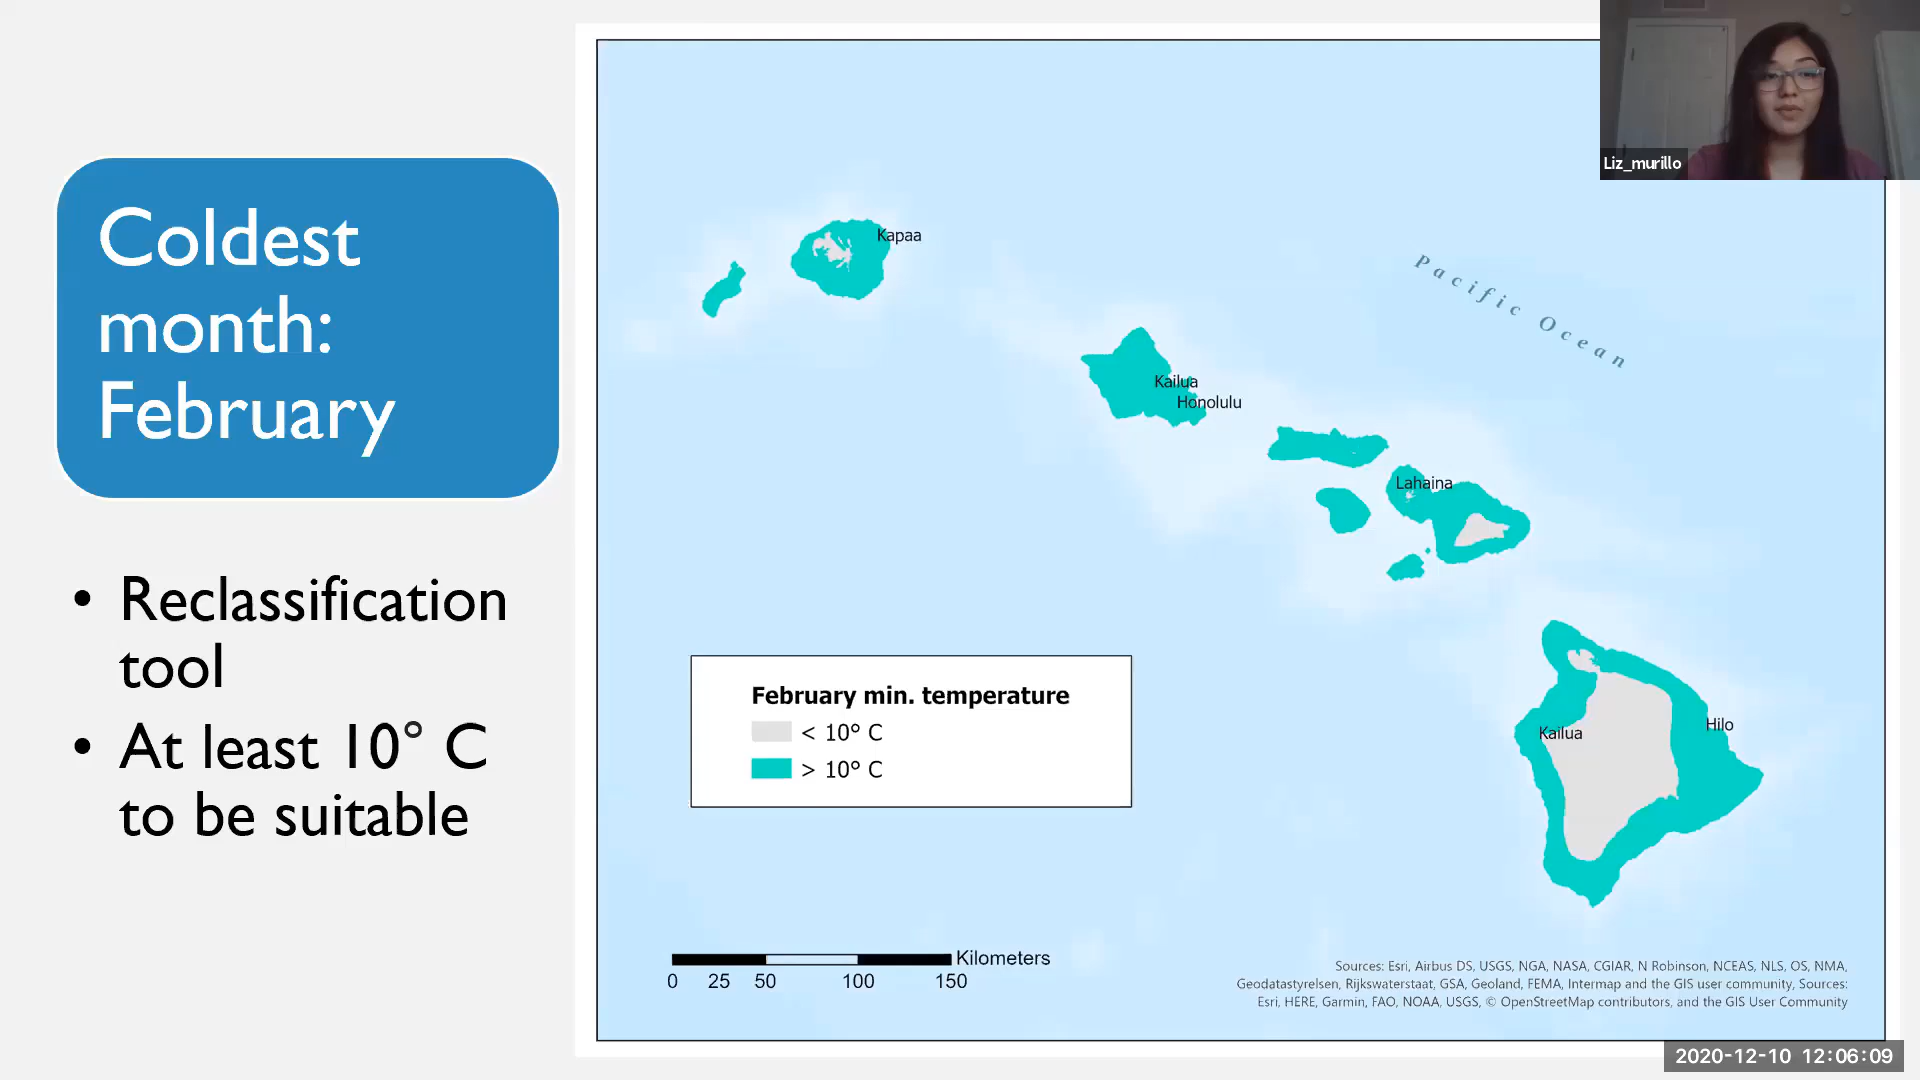 Coldest
month:
February
• Reclassification
tool
• At least 10° C
to be suitable
Kapaa
Pacific Ocean
Kailua
Honolulu
Lahaina
Kailua
Hilo
February min. temperature
< 10° C
> 10° C
Kilometers
0 25 50 100 150
Sources: Esri, Airbus DS, USGS, NGA, NASA, CGIAR, N Robinson, NCEAS, NLS, OS, NMA,
Geodatastyrelsen, Rijkswaterstaat, GSA, Geoland, FEMA, Intermap and the GIS user community, Sources:
Esri, HERE, Garmin, FAO, NOAA, USGS, © OpenStreetMap contributors, and the GIS User Community
Liz_murillo
2020-12-10 12:06:09